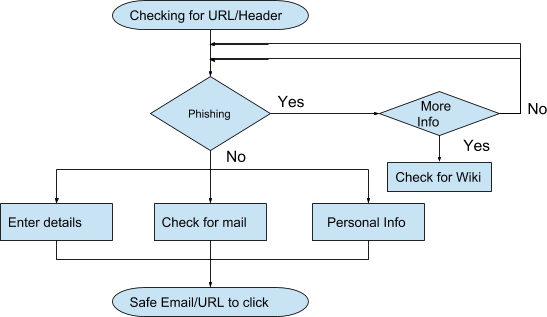 Checking for URL/Header
Phishing
Yes
More
Info
No
Yes
No
Check for Wiki
Enter details
Check for mail
Personal Info
Safe Email/URL to click